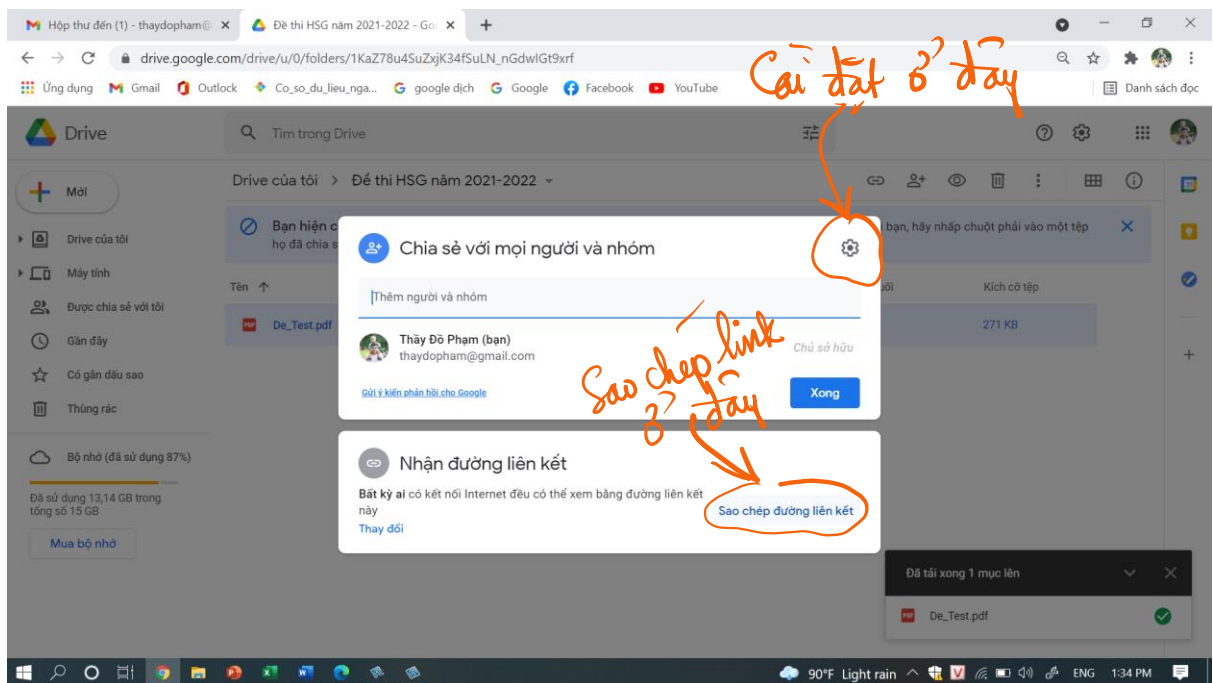 Hộp thư đến (1) - thaydopham@
Đề thi HSG năm 2021-2022 - Go
drive.google.com/drive/u/0/folders/1KaZ78u4SuZxjK34fSuLN_nGdwIGt9xrf
Ứng dụng
Gmail
Outlock
Co_so_du_lieu_nga...
google dịch
Google
Facebook
YouTube
Danh sách đọc
Cài đặt ở đây
Drive
Tìm trong Drive
Mới
Drive của tôi > Đề thi HSG năm 2021-2022
Drive của tôi
Máy tính
Được chia sẻ với tôi
Gần đây
Có gắn dấu sao
Thùng rác
Bộ nhớ (đã sử dụng 87%)
Đã sử dụng 13,14 GB trong
tổng số 15 GB
Mua bộ nhớ
Bạn hiện c
i bạn, hãy nhấp chuột phải vào một tệp
họ đã chia s
Tên
uối
Kích cỡ tệp
De_Test.pdf
271 KB
Chia sẻ với mọi người và nhóm
Thêm người và nhóm
Thầy Đồ Phạm (bạn)
thaydopham@gmail.com
Chủ sở hữu
Gửi ý kiến phản hồi cho Google
Xong
Sao chép link
ở đây
Nhận đường liên kết
Bất kỳ ai có kết nối Internet đều có thể xem bằng đường liên kết
này
Thay đổi
Sao chép đường liên kết
Đã tải xong 1 mục lên
De_Test.pdf
90°F Light rain
ENG
1:34 PM